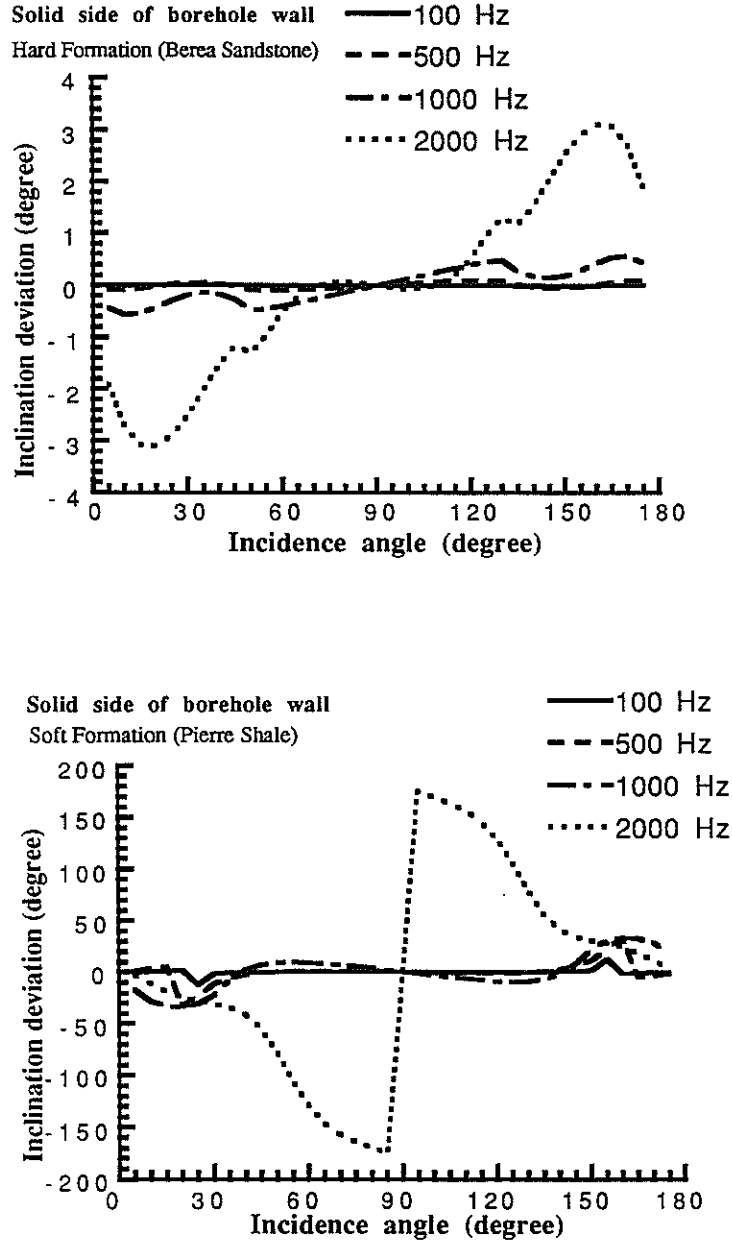 Solid side of borehole wall
Hard Formation (Berea Sandstone)
100 Hz
500 Hz
1000 Hz
2000 Hz
Inclination deviation (degree)
4
3
2
1
0
- 1
- 2
- 3
- 4
0 30 60 90 120 150 180
Incidence angle (degree)
Solid side of borehole wall
Soft Formation (Pierre Shale)
100 Hz
500 Hz
1000 Hz
2000 Hz
Inclination deviation (degree)
200
150
100
50
0
-50
-100
-150
-200
0 30 60 90 120 150 180
Incidence angle (degree)